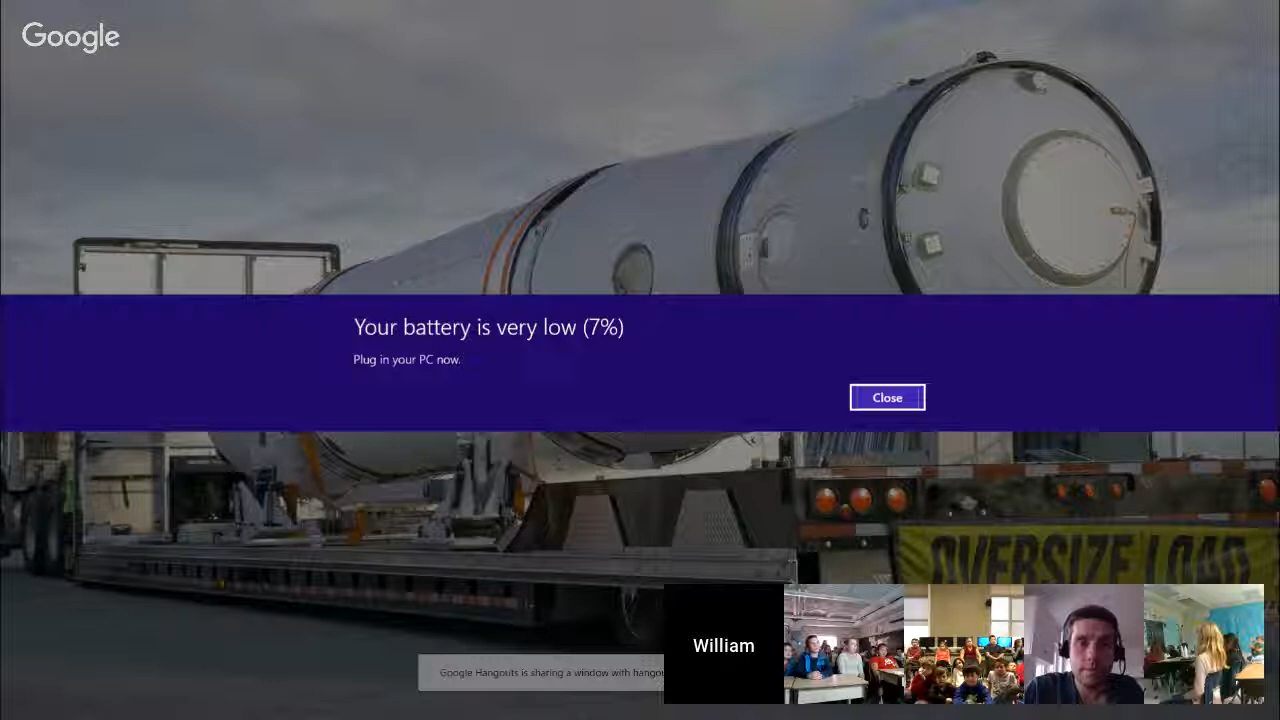 Google
Your battery is very low (7%)
Plug in your PC now.
Close
OVERSIZE LOAD
William
Google Hangouts is sharing a window with